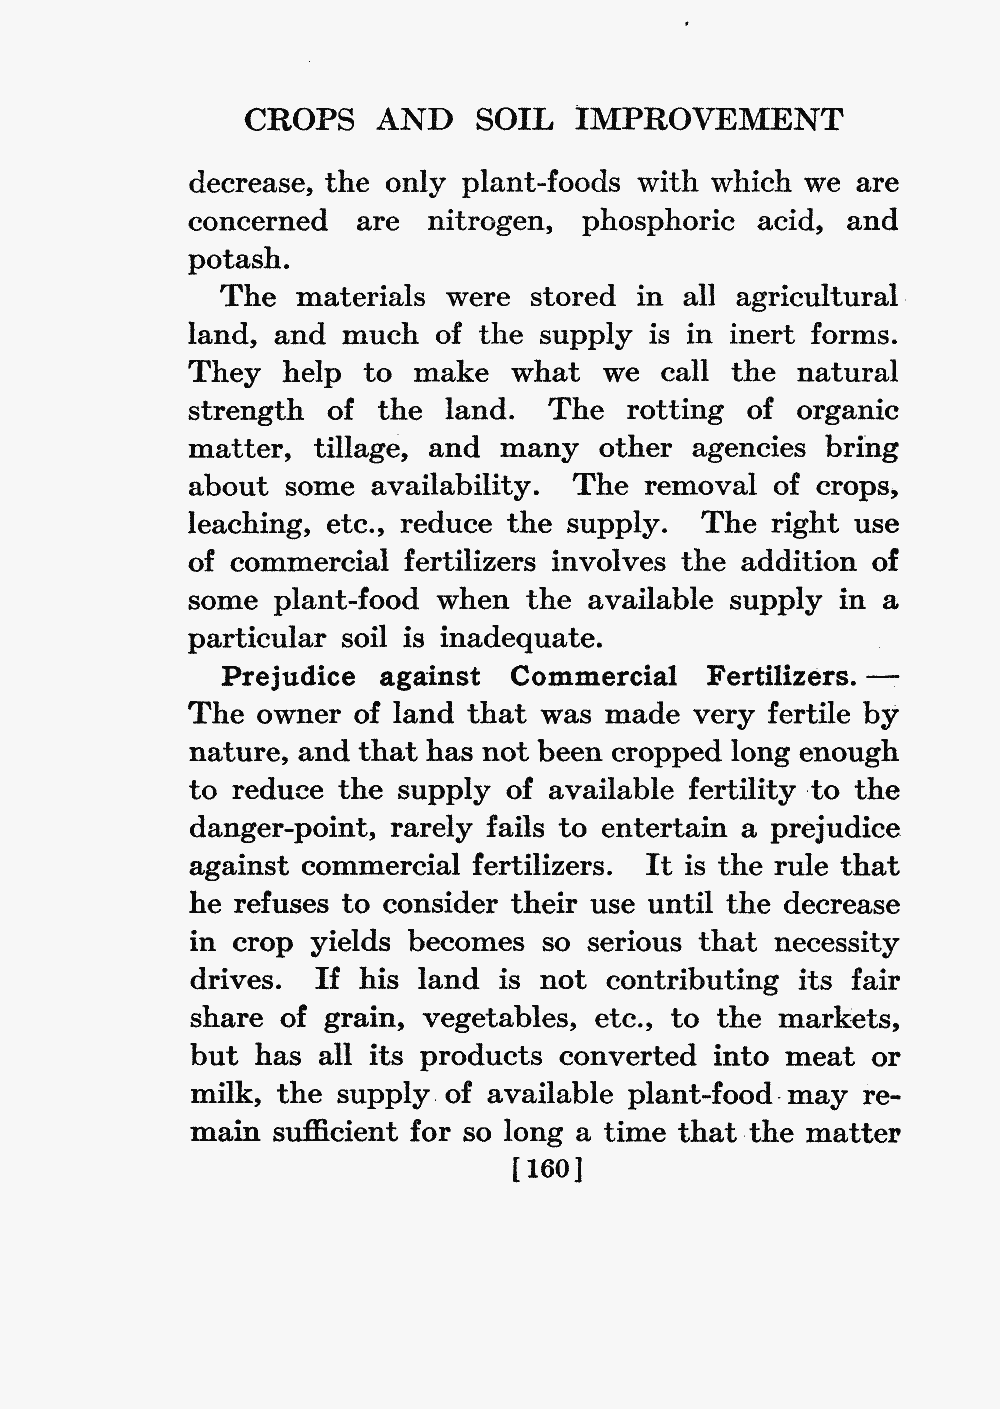 CROPS AND SOIL IMPROVEMENT
decrease, the only plant-foods with which we are
concerned are nitrogen, phosphoric acid, and
potash.
The materials were stored in all agricultural
land, and much of the supply is in inert forms.
They help to make what we call the natural
strength of the land. The rotting of organic
matter, tillage, and many other agencies bring
about some availability. The removal of crops,
leaching, etc., reduce the supply. The right use
of commercial fertilizers involves the addition of
some plant-food when the available supply in a
particular soil is inadequate.
Prejudice against Commercial Fertilizers. —
The owner of land that was made very fertile by
nature, and that has not been cropped long enough
to reduce the supply of available fertility to the
danger-point, rarely fails to entertain a prejudice
against commercial fertilizers. It is the rule that
he refuses to consider their use until the decrease
in crop yields becomes so serious that necessity
drives. If his land is not contributing its fair
share of grain, vegetables, etc., to the markets,
but has all its products converted into meat or
milk, the supply of available plant-food may re-
main sufficient for so long a time that the matter
[160]